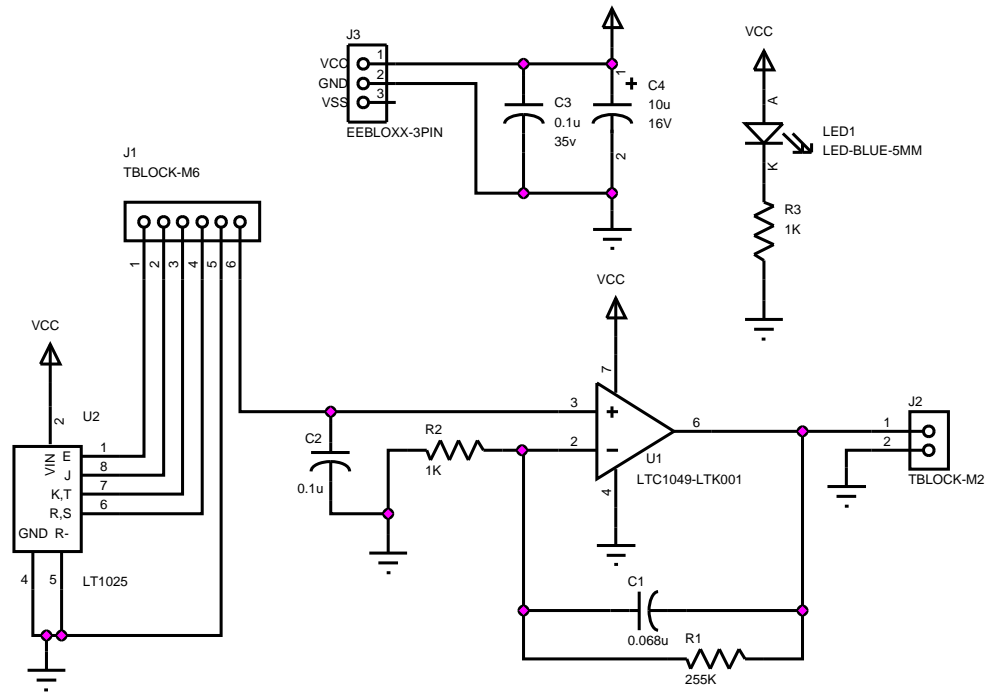 J3
VCC 1
GND 2
VSS 3
EEBLOXX-3PIN
C3
0.1u
35v
1
+
C4
10u
16V
2
VCC
A
LED1
LED-BLUE-5MM
K
R3
1K
J1
TBLOCK-M6
1 2 3 4 5 6
VCC
2
U2
VIN
E 1
J 8
K,T 7
R,S 6
GND R-
4 5
LT1025
C2
0.1u
R2
1K
VCC
7
3 +
2 -
6
U1
LTC1049-LTK001
4
J2
1
2
TBLOCK-M2
C1
0.068u
R1
255K